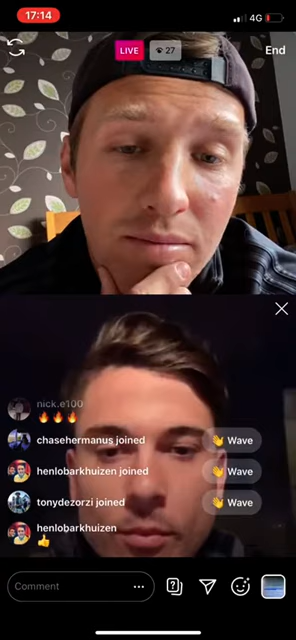 17:14
4G
LIVE
27
End
nick.e100
🔥🔥🔥
chasehermanus joined
👋 Wave
henlobarkhuizen joined
👋 Wave
tonydezorzi joined
👋 Wave
henlobarkhuizen
👍
Comment